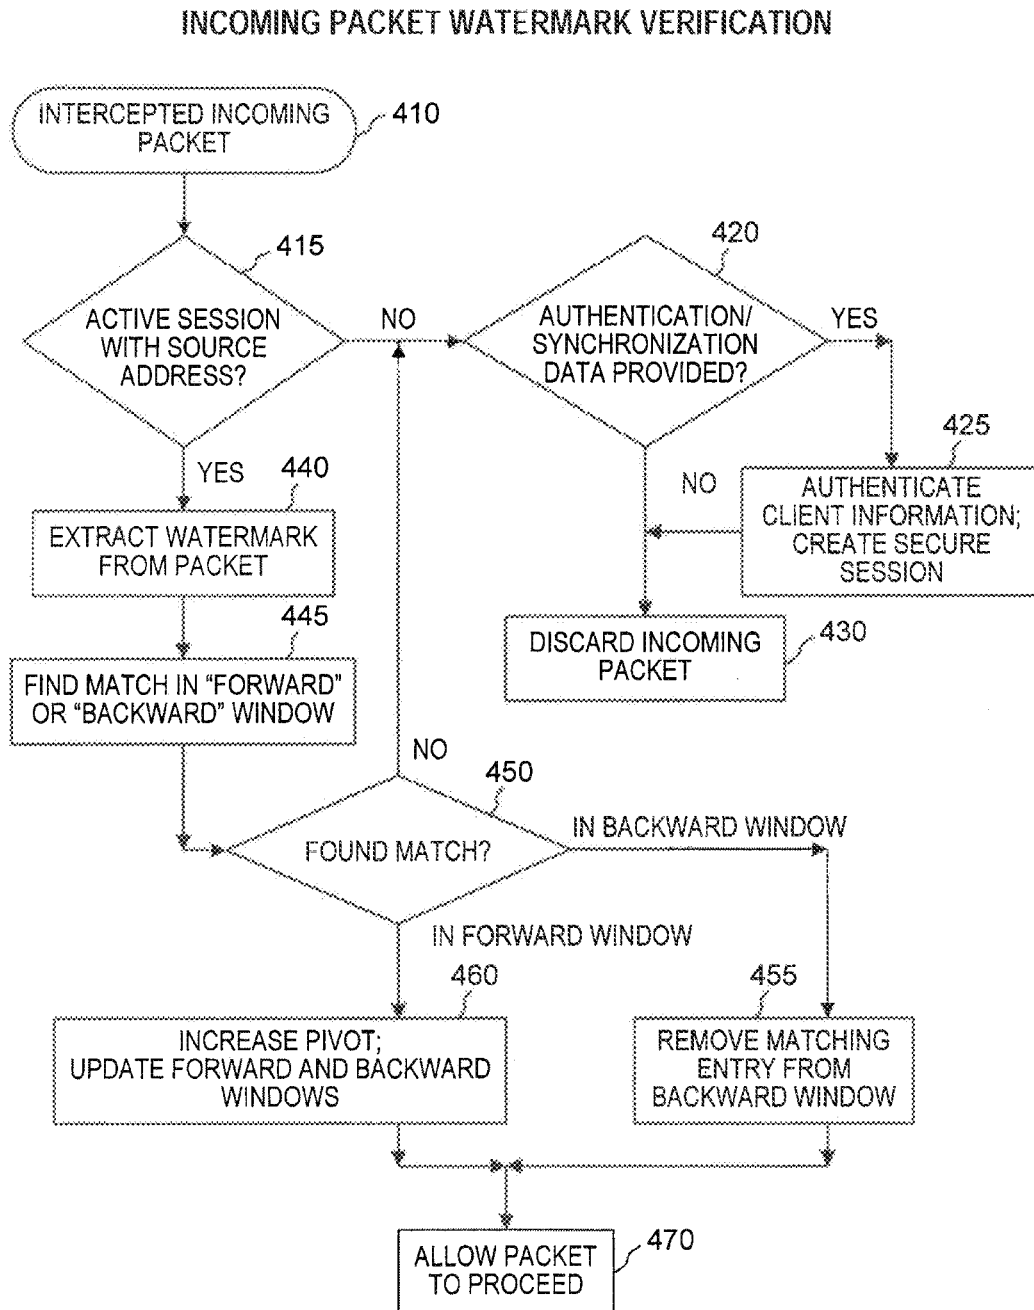 INCOMING PACKET WATERMARK VERIFICATION
INTERCEPTED INCOMING
PACKET
410
415
ACTIVE SESSION
WITH SOURCE
ADDRESS?
NO
420
AUTHENTICATION/
SYNCHRONIZATION
DATA PROVIDED?
YES
425
AUTHENTICATE
CLIENT INFORMATION;
CREATE SECURE
SESSION
NO
DISCARD INCOMING
PACKET
430
YES
440
EXTRACT WATERMARK
FROM PACKET
445
FIND MATCH IN “FORWARD”
OR “BACKWARD” WINDOW
NO
450
FOUND MATCH?
IN BACKWARD WINDOW
IN FORWARD WINDOW
460
INCREASE PIVOT;
UPDATE FORWARD AND BACKWARD
WINDOWS
455
REMOVE MATCHING
ENTRY FROM
BACKWARD WINDOW
ALLOW PACKET
TO PROCEED
470